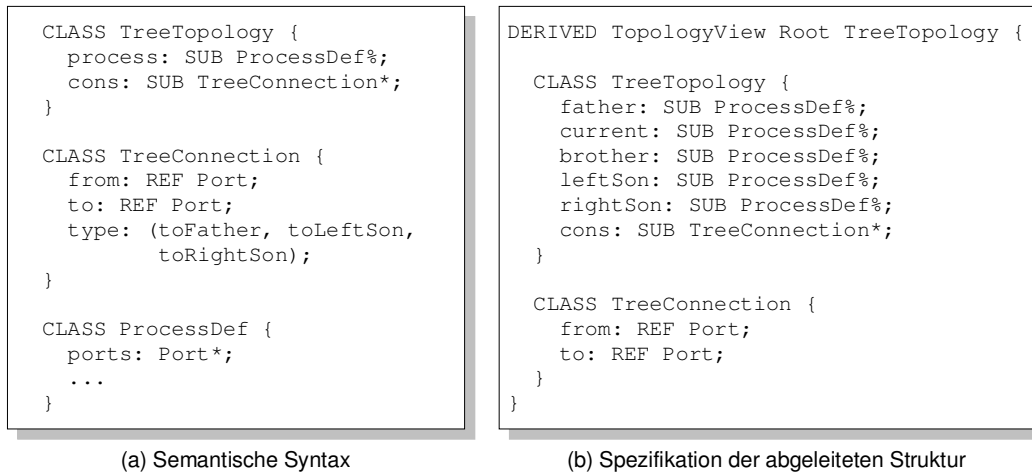 CLASS TreeTopology {
process: SUB ProcessDef%;
cons: SUB TreeConnection*;
}
CLASS TreeConnection {
from: REF Port;
to: REF Port;
type: (toFather, toLeftSon,
toRightSon);
}
CLASS ProcessDef {
ports: Port*;
...
}
(a) Semantische Syntax
DERIVED TopologyView Root TreeTopology {
CLASS TreeTopology {
father: SUB ProcessDef%;
current: SUB ProcessDef%;
brother: SUB ProcessDef%;
leftSon: SUB ProcessDef%;
rightSon: SUB ProcessDef%;
cons: SUB TreeConnection*;
}
CLASS TreeConnection {
from: REF Port;
to: REF Port;
}
}
(b) Spezifikation der abgeleiteten Struktur